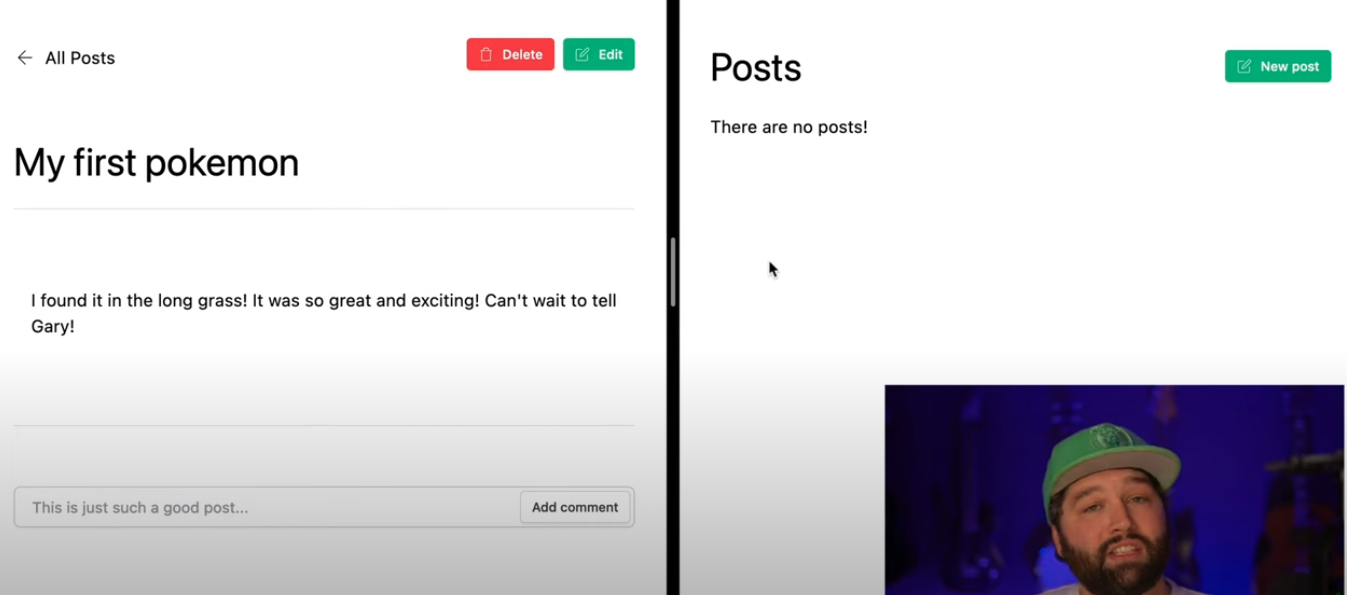 All Posts
Delete
Edit
My first pokemon
I found it in the long grass! It was so great and exciting! Can't wait to tell
Gary!
This is just such a good post...
Add comment
Posts
New post
There are no posts!